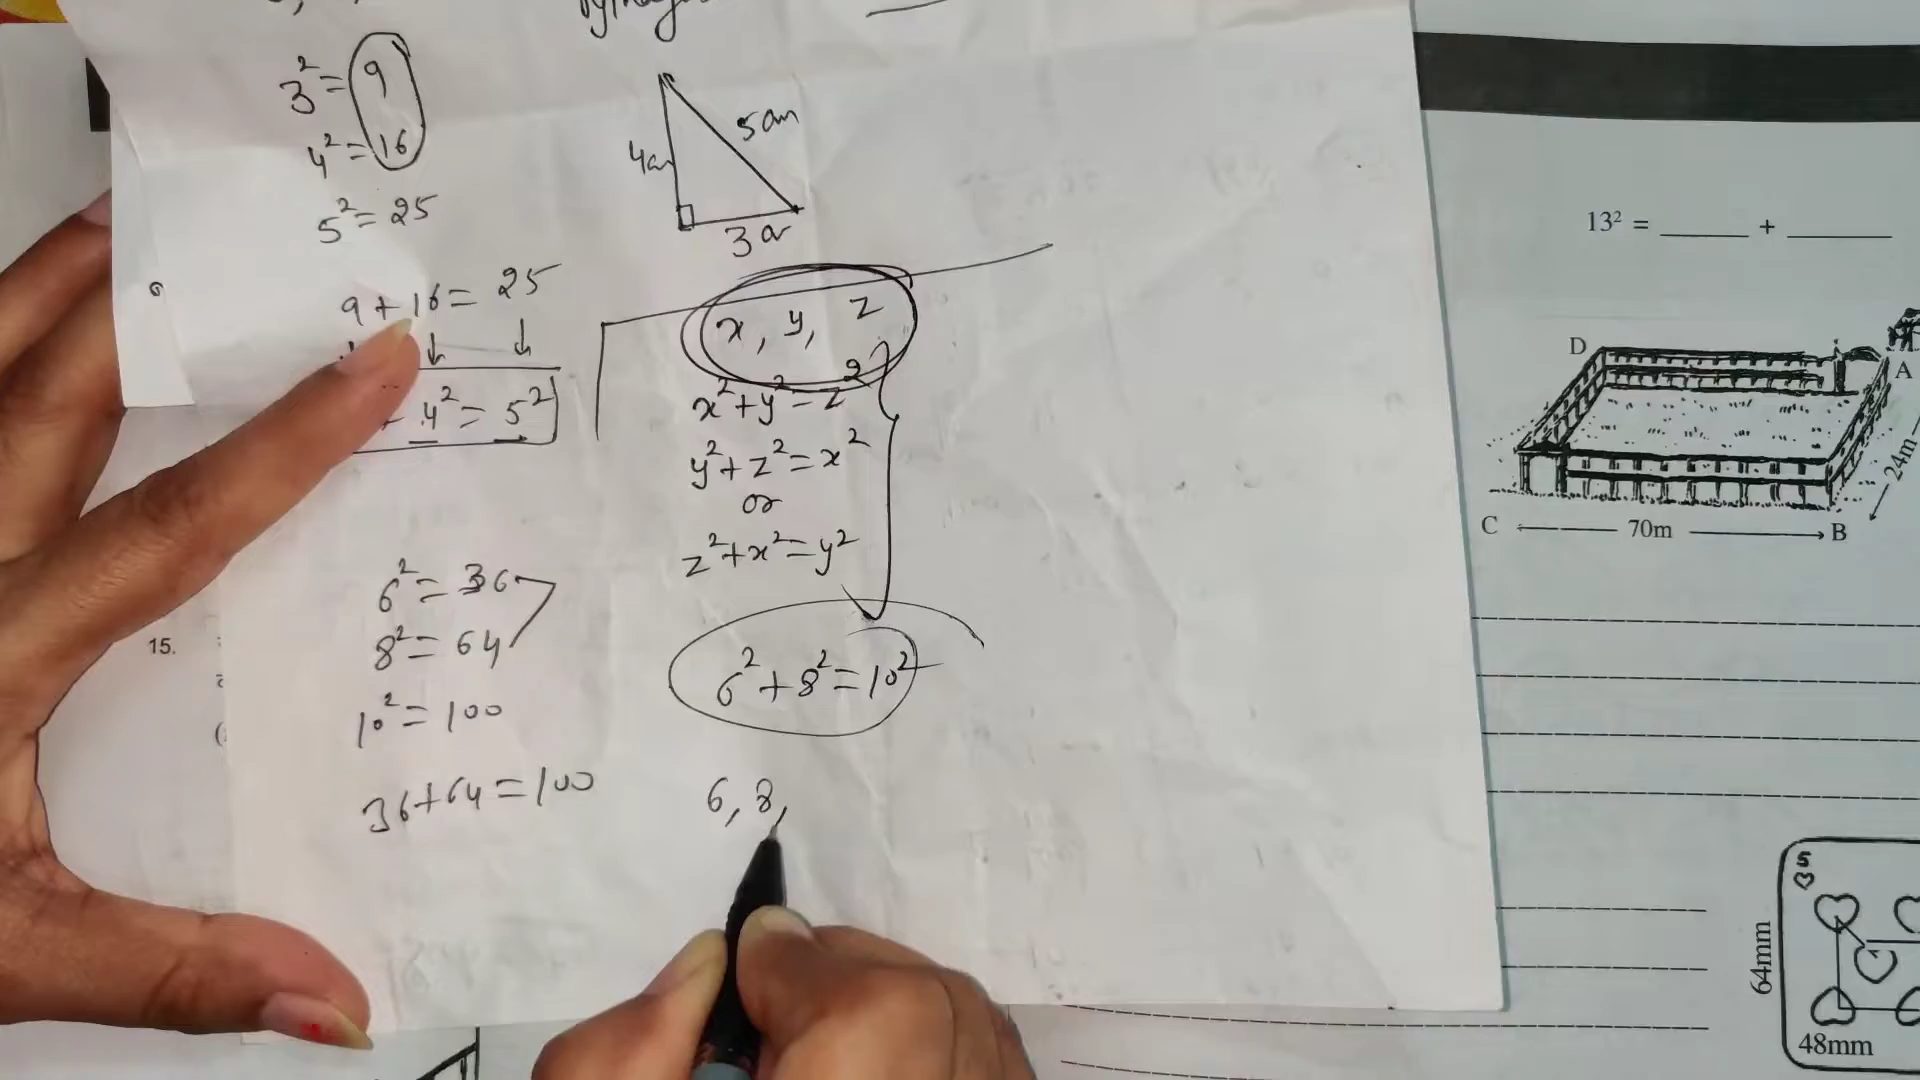 3² = 9
4² = 16
5² = 25
5cm
4cm
3cm
9 + 16 = 25
4² = 5²
x, y, z
x² + y² = z²
y² + z² = x²
or
z² + x² = y²
6² = 36
8² = 64
10² = 100
36 + 64 = 100
6² + 8² = 10²
6, 8,
15.
13² = ______ + ______
D
A
24m
C
70m
B
5
64mm
48mm